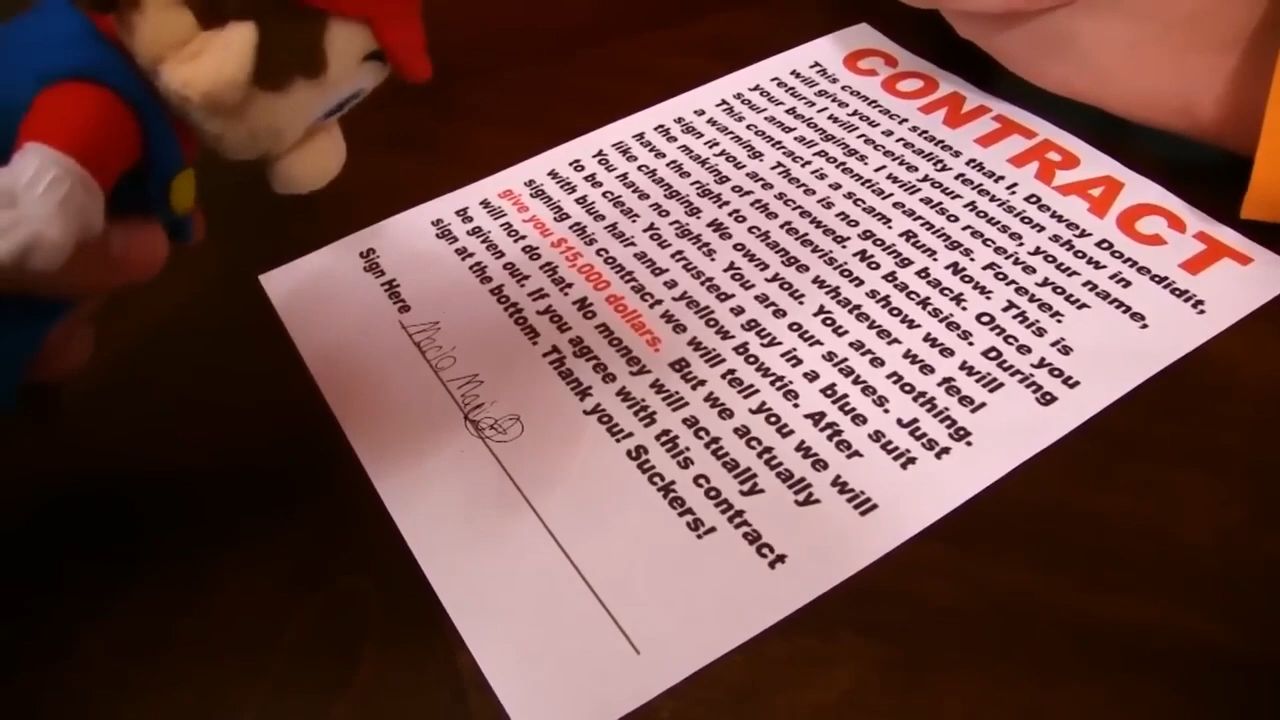 CONTRACT
This contract states that I, Dewey Donedidit,
will give you a reality television show in
return I will receive your house, your name,
your belongings. I will also receive your
soul and all potential earnings. Forever.
This contract is a scam. Run. Now. This is
a warning. There is no going back. Once you
sign it you are screwed. No backsies. During
the making of the television show we will
have the right to change whatever we feel
like changing. We own you. You are nothing.
You have no rights. You are our slaves. Just
to be clear. You trusted a guy in a blue suit
with blue hair and a yellow bowtie. After
signing this contract we will tell you we will
give you $15,000 dollars. But we actually
will not do that. No money will actually
be given out. If you agree with this contract
sign at the bottom. Thank you! Suckers!
Sign Here Mario Mario